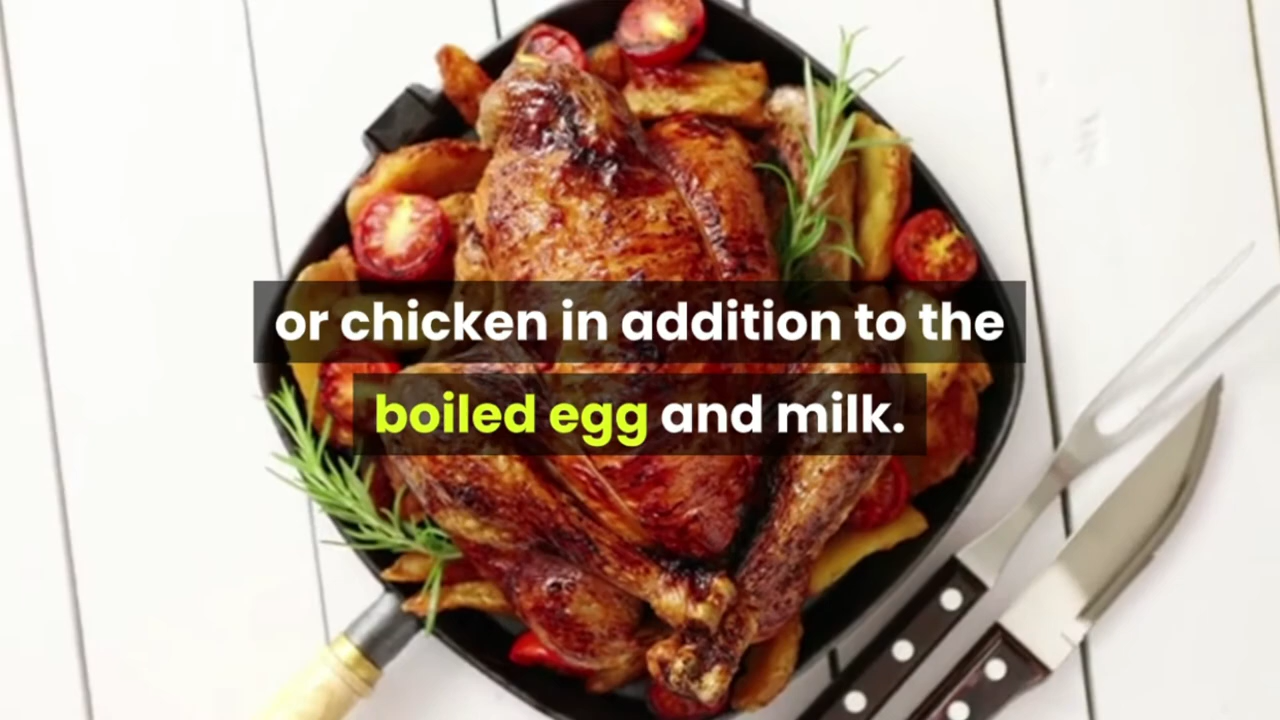 or chicken in addition to the
boiled egg and milk.